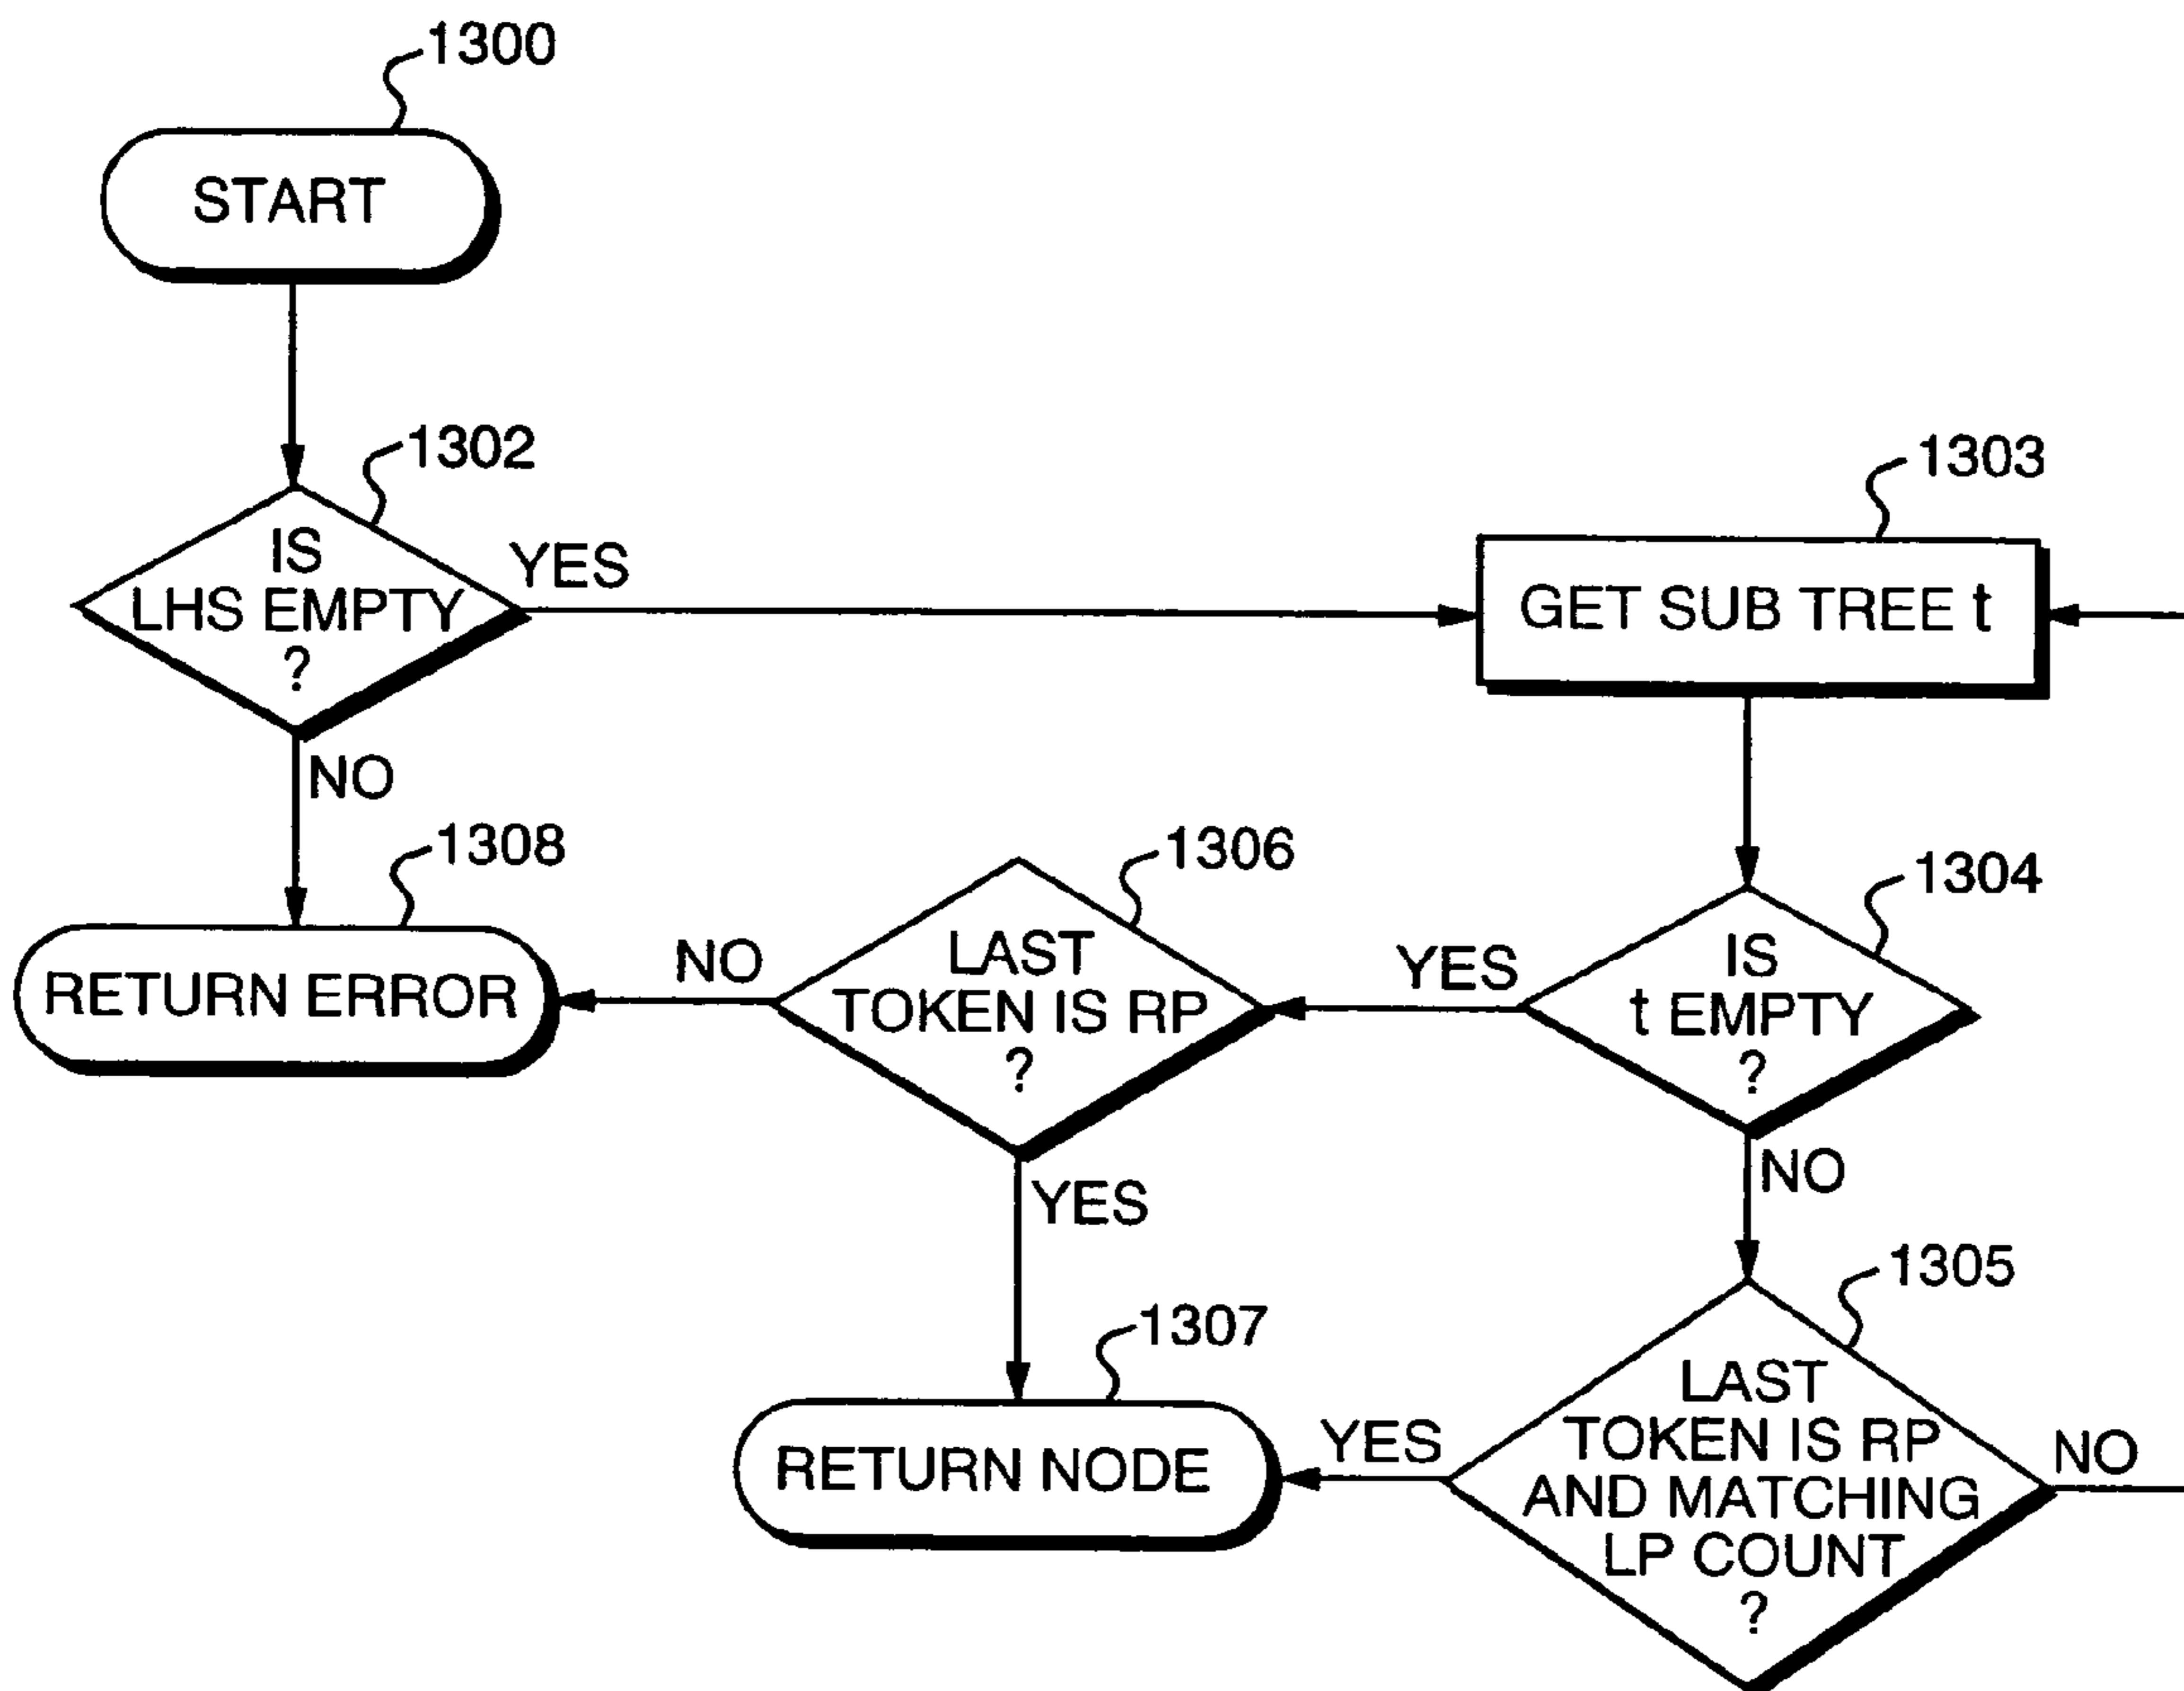 1300
START
1302
IS
LHS EMPTY
?
YES
NO
1303
GET SUB TREE t
1308
RETURN ERROR
NO
1306
LAST
TOKEN IS RP
?
YES
YES
1304
IS
t EMPTY
?
NO
1307
RETURN NODE
YES
1305
LAST
TOKEN IS RP
AND MATCHING
LP COUNT
?
NO